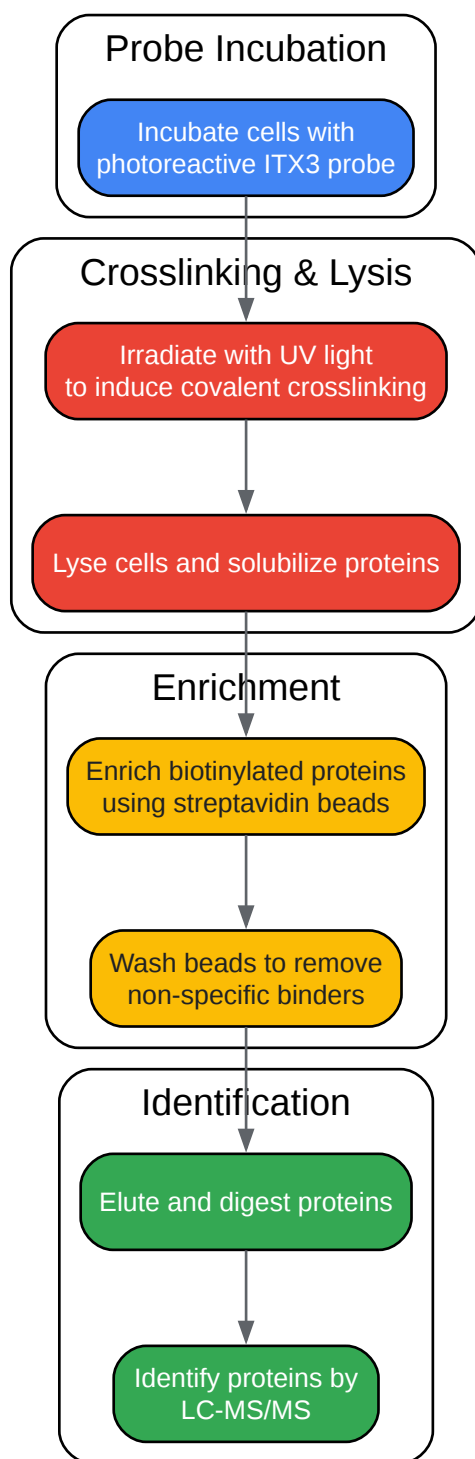 Probe Incubation
Incubate cells with
photoreactive ITX3 probe
Crosslinking & Lysis
Irradiate with UV light
to induce covalent crosslinking
Lyse cells and solubilize proteins
Enrichment
Enrich biotinylated proteins
using streptavidin beads
Wash beads to remove
non-specific binders
Identification
Elute and digest proteins
Identify proteins by
LC-MS/MS